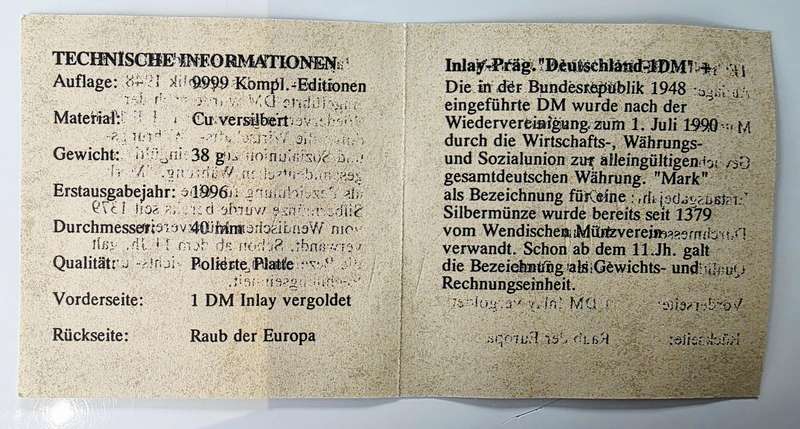 TECHNISCHE INFORMATIONEN
Auflage: 9999 Kompl.-Editionen
Material: Cu versilbert
Gewicht: 38 g
Erstausgabejahr: 1996
Durchmesser: 40 mm
Qualität: Polierte Platte
Vorderseite: 1 DM Inlay vergoldet
Rückseite: Raub der Europa
Inlay-Präg. "Deutschland-1DM"
Die in der Bundesrepublik 1948
eingeführte DM wurde nach der
Wiedervereinigung zum 1. Juli 1990
durch die Wirtschafts-, Währungs-
und Sozialunion zur alleingültigen
gesamtdeutschen Währung. "Mark"
als Bezeichnung für eine
Silbermünze wurde bereits seit 1379
vom Wendischen Münzverein
verwandt. Schon ab dem 11.Jh. galt
die Bezeichnung als Gewichts- und
Rechnungseinheit.